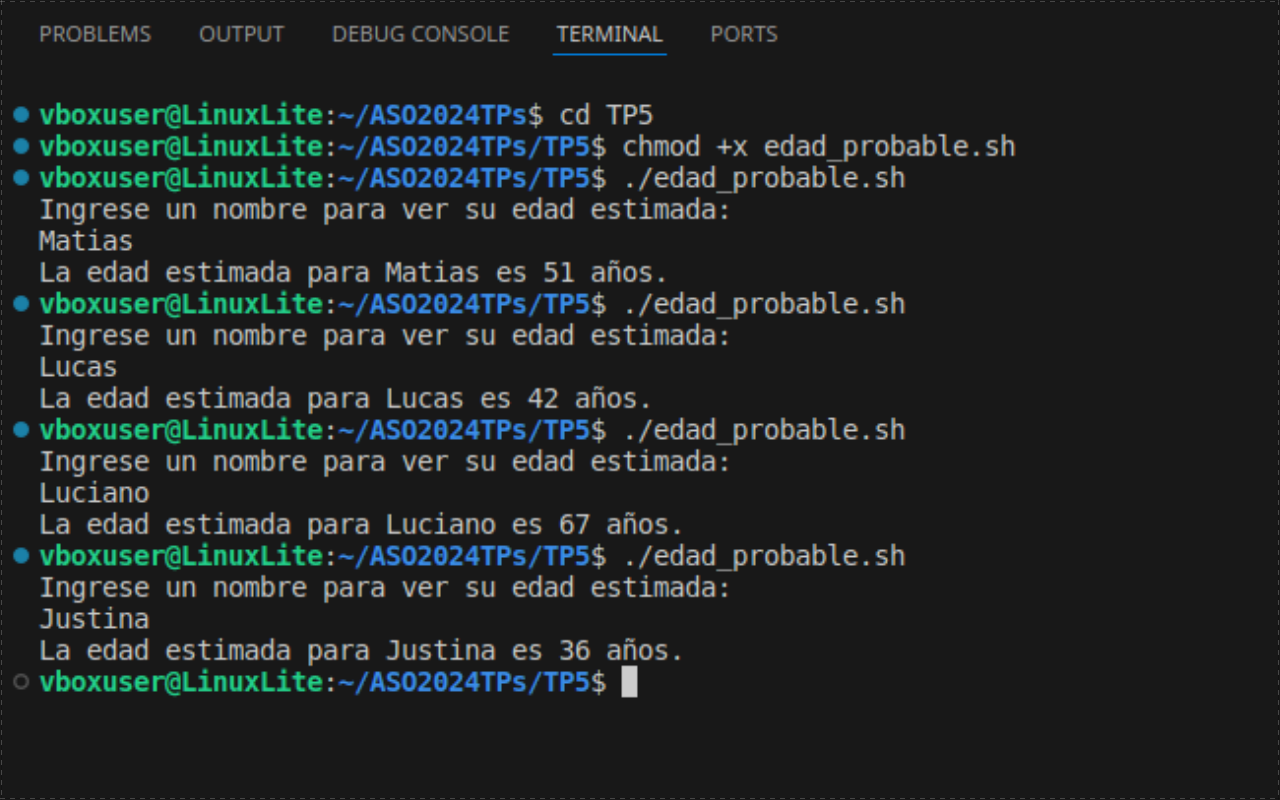 PROBLEMS OUTPUT DEBUG CONSOLE TERMINAL PORTS
vboxuser@LinuxLite:~/ASO2024TPs$ cd TP5
vboxuser@LinuxLite:~/ASO2024TPs/TP5$ chmod +x edad_probable.sh
vboxuser@LinuxLite:~/ASO2024TPs/TP5$ ./edad_probable.sh
Ingrese un nombre para ver su edad estimada:
Matias
La edad estimada para Matias es 51 años.
vboxuser@LinuxLite:~/ASO2024TPs/TP5$ ./edad_probable.sh
Ingrese un nombre para ver su edad estimada:
Lucas
La edad estimada para Lucas es 42 años.
vboxuser@LinuxLite:~/ASO2024TPs/TP5$ ./edad_probable.sh
Ingrese un nombre para ver su edad estimada:
Luciano
La edad estimada para Luciano es 67 años.
vboxuser@LinuxLite:~/ASO2024TPs/TP5$ ./edad_probable.sh
Ingrese un nombre para ver su edad estimada:
Justina
La edad estimada para Justina es 36 años.
vboxuser@LinuxLite:~/ASO2024TPs/TP5$